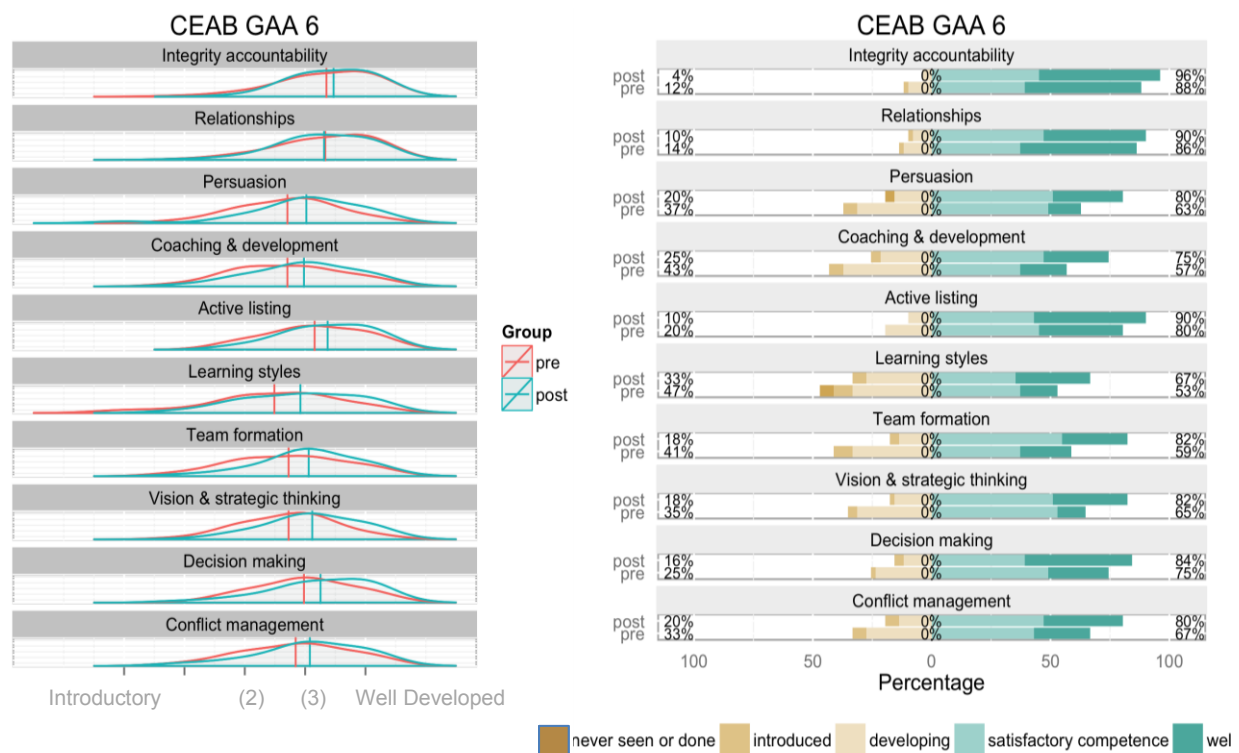 CEAB GAA 6
Integrity accountability
Relationships
Persuasion
Coaching & development
Active listing
Learning styles
Team formation
Vision & strategic thinking
Decision making
Conflict management
Introductory (2) (3) Well Developed
Group
pre
post
CEAB GAA 6
Integrity accountability
post 4% 0% 96%
pre 12% 0% 88%
Relationships
post 10% 0% 90%
pre 14% 0% 86%
Persuasion
post 20% 0% 80%
pre 37% 0% 63%
Coaching & development
post 25% 0% 75%
pre 43% 0% 57%
Active listing
post 10% 0% 90%
pre 20% 0% 80%
Learning styles
post 33% 0% 67%
pre 47% 0% 53%
Team formation
post 18% 0% 82%
pre 41% 0% 59%
Vision & strategic thinking
post 18% 0% 82%
pre 35% 0% 65%
Decision making
post 16% 0% 84%
pre 25% 0% 75%
Conflict management
post 20% 0% 80%
pre 33% 0% 67%
100 50 0 50 100
Percentage
never seen or done introduced developing satisfactory competence wel